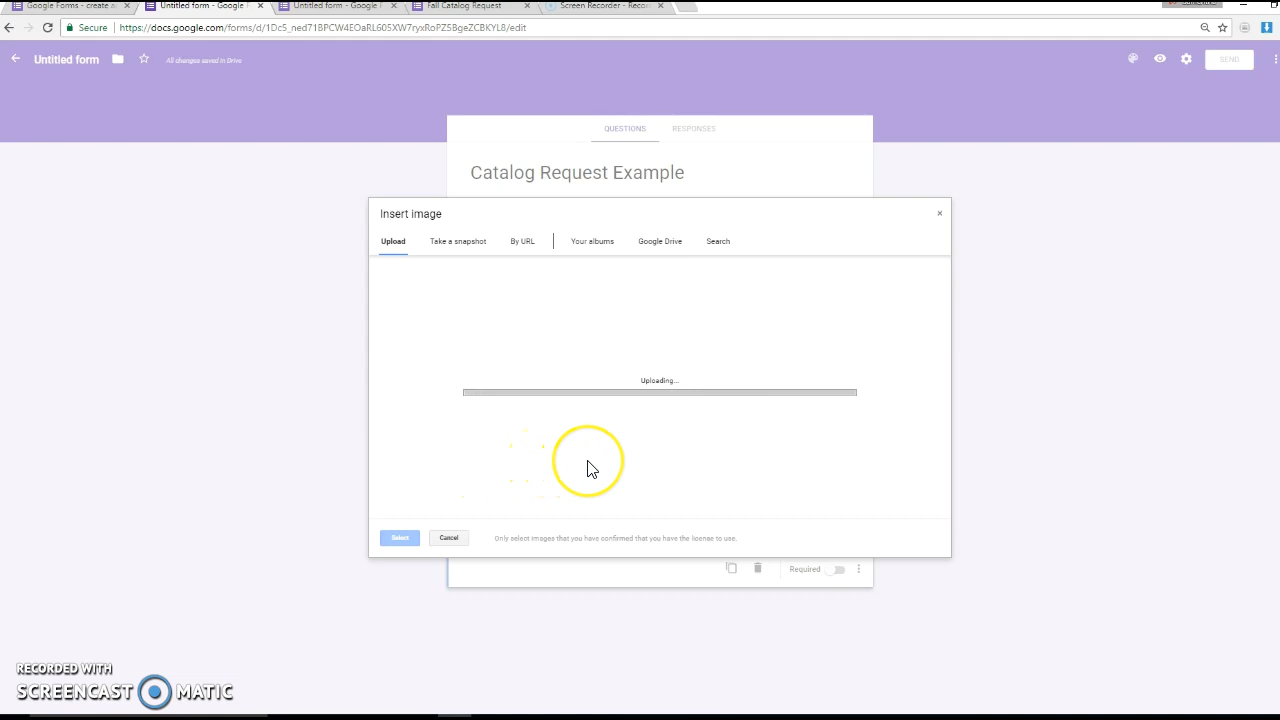 Google Forms - create a
Untitled form - Google F
Untitled form - Google F
Fall Catalog Request
Screen Recorder - Reco
Secure
https://docs.google.com/forms/d/
Untitled form
All changes saved in Drive
SEND
QUESTIONS
RESPONSES
Catalog Request Example
Insert image
Upload
Take a snapshot
By URL
Your albums
Google Drive
Search
Uploading...
Select
Cancel
Only select images that you have confirmed that you have the license to use.
Required
RECORDED WITH
SCREENCAST MATIC